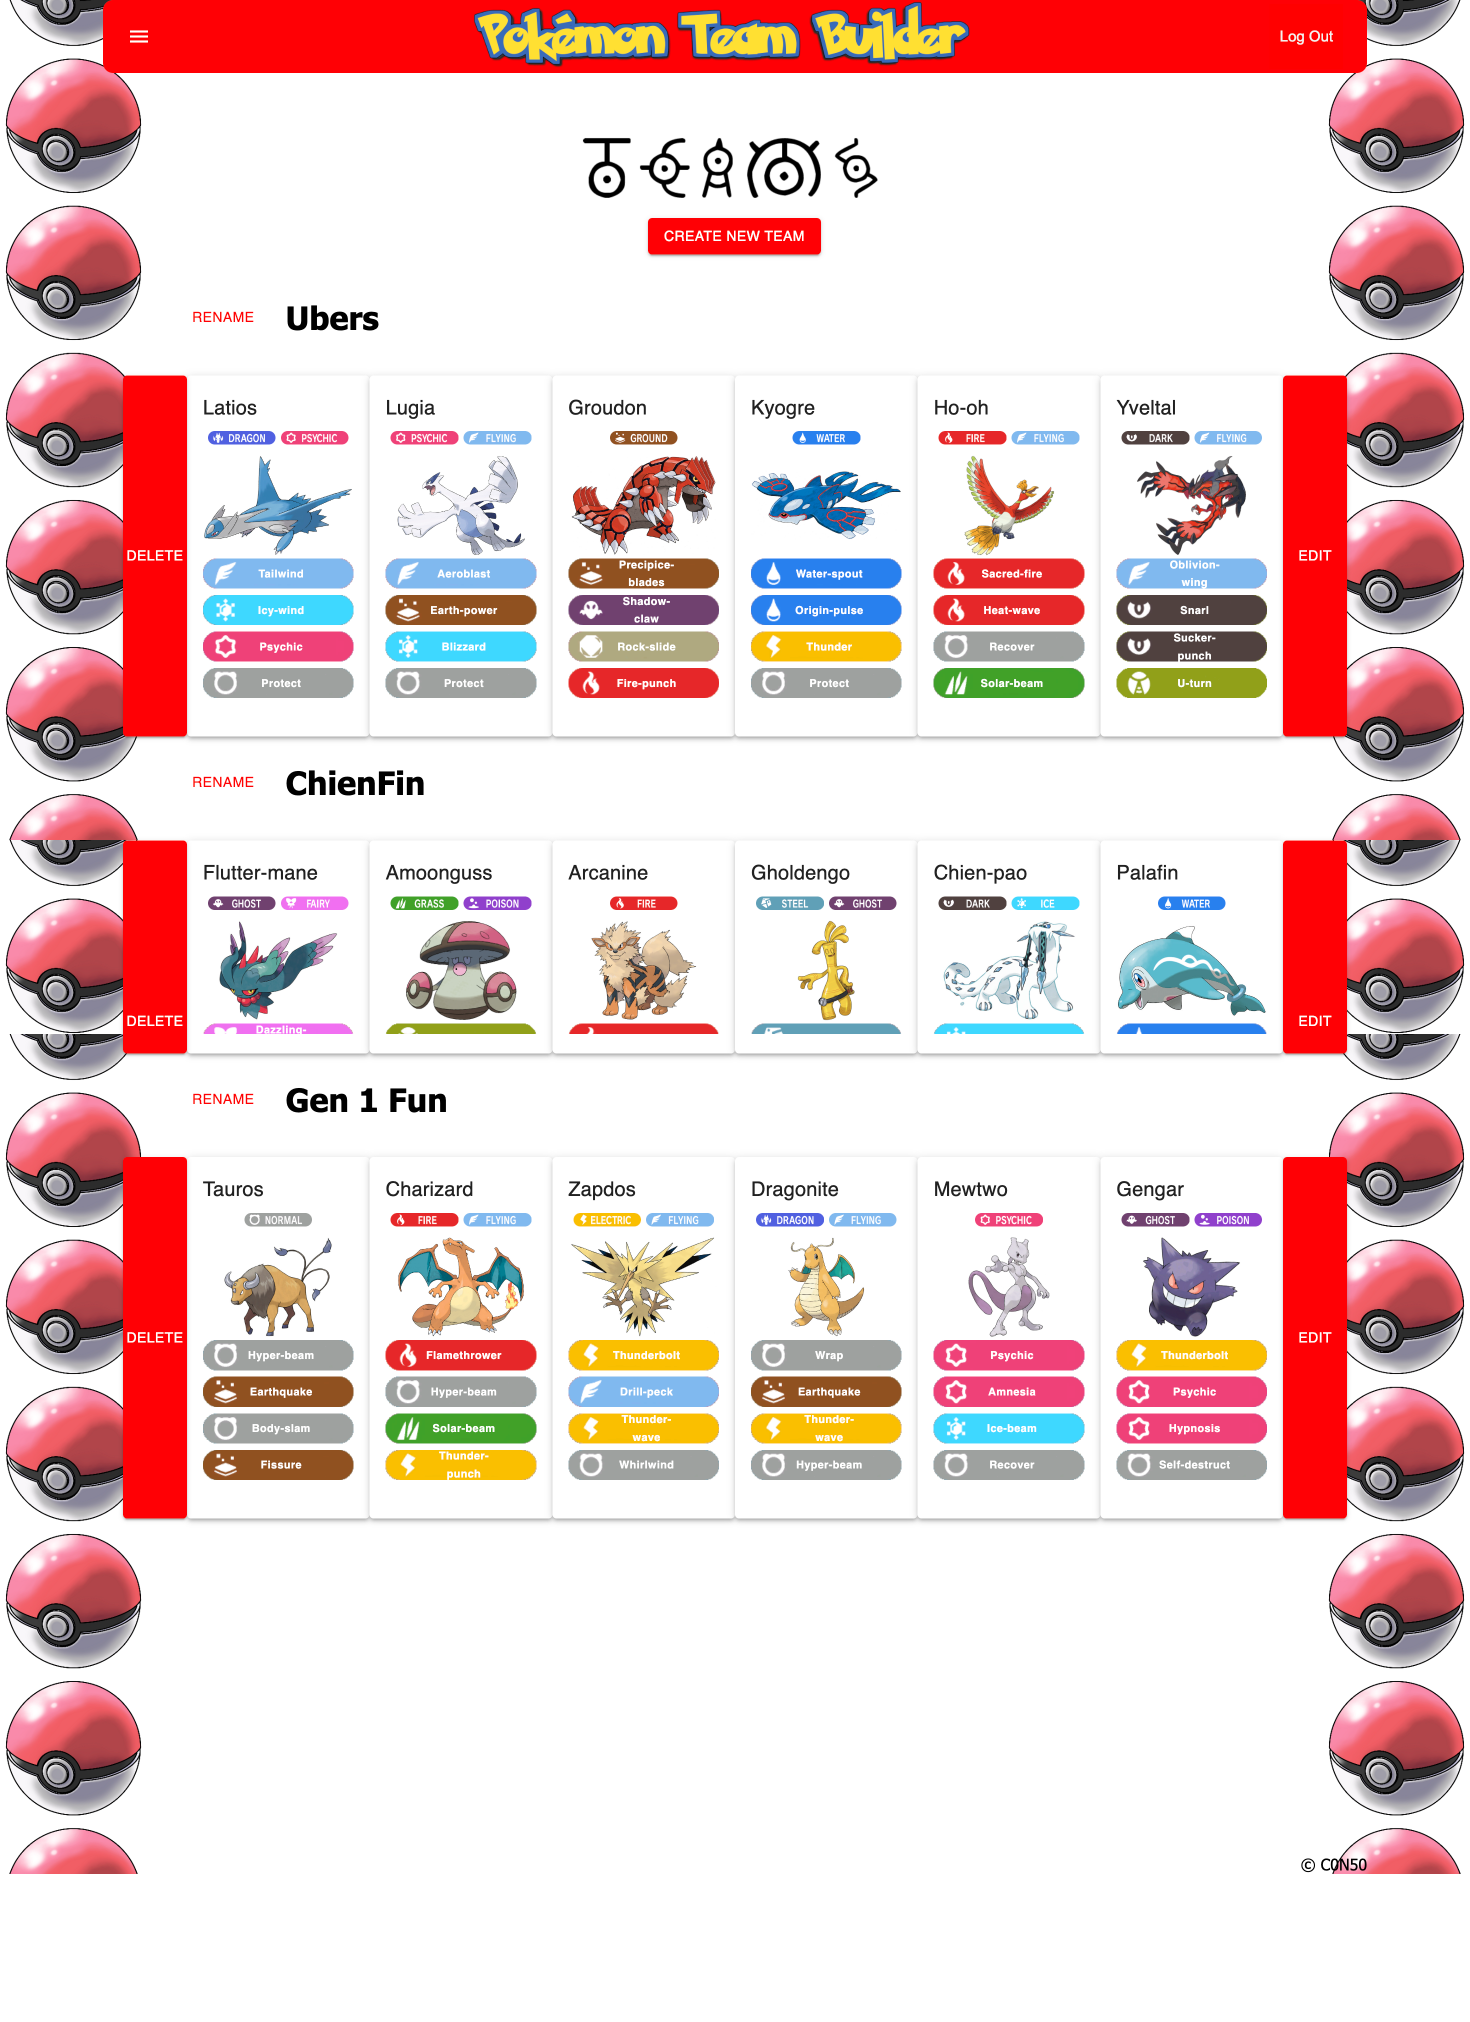 Pokémon Team Builder
Log Out
TEAMS
CREATE NEW TEAM
RENAME Ubers
DELETE
Latios Lugia Groudon Kyogre Ho-oh Yveltal
DRAGON PSYCHIC PSYCHIC FLYING GROUND WATER FIRE FLYING DARK FLYING
Tailwind Aeroblast Precipice-blades Water-spout Sacred-fire Oblivion-wing
Icy-wind Earth-power Shadow-claw Origin-pulse Heat-wave Snarl
Psychic Blizzard Rock-slide Thunder Recover Sucker-punch
Protect Protect Fire-punch Protect Solar-beam U-turn
EDIT
RENAME ChienFin
DELETE
Flutter-mane Amoonguss Arcanine Gholdengo Chien-pao Palafin
GHOST FAIRY GRASS POISON FIRE STEEL GHOST DARK ICE WATER
Dazzling-
EDIT
RENAME Gen 1 Fun
DELETE
Tauros Charizard Zapdos Dragonite Mewtwo Gengar
NORMAL FIRE FLYING ELECTRIC FLYING DRAGON FLYING PSYCHIC GHOST POISON
Hyper-beam Flamethrower Thunderbolt Wrap Psychic Thunderbolt
Earthquake Hyper-beam Drill-peck Earthquake Amnesia Psychic
Body-slam Solar-beam Thunder-wave Thunder-wave Ice-beam Hypnosis
Fissure Thunder-punch Whirlwind Hyper-beam Recover Self-destruct
EDIT
© C0N50